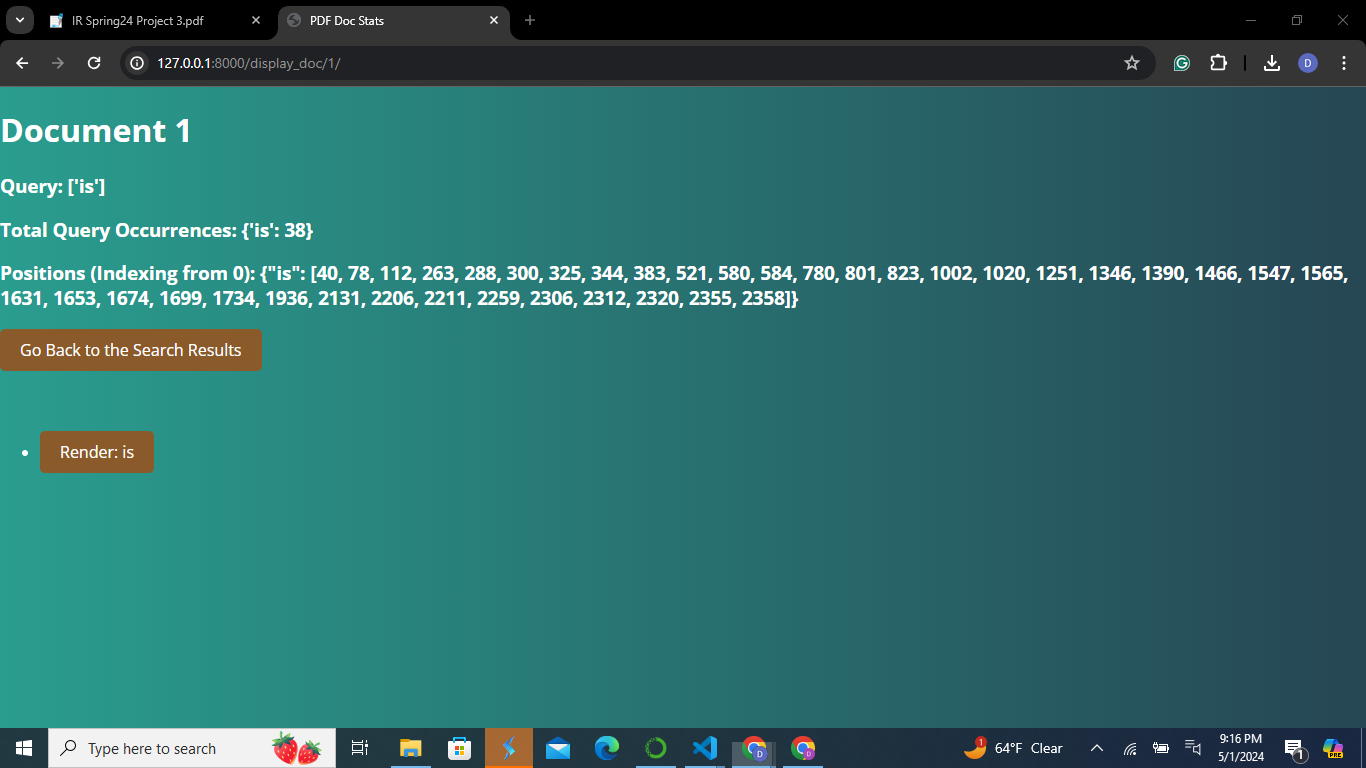 IR Spring24 Project 3.pdf
PDF Doc Stats
127.0.0.1:8000/display_doc/1/
D
Document 1
Query: ['is']
Total Query Occurrences: {'is': 38}
Positions (Indexing from 0): {"is": [40, 78, 112, 263, 288, 300, 325, 344, 383, 521, 580, 584, 780, 801, 823, 1002, 1020, 1251, 1346, 1390, 1466, 1547, 1565,
1631, 1653, 1674, 1699, 1734, 1936, 2131, 2206, 2211, 2259, 2306, 2312, 2320, 2355, 2358]}
Go Back to the Search Results
Render: is
Type here to search
D
D
1
64°F Clear
9:16 PM
5/1/2024
1
PRE